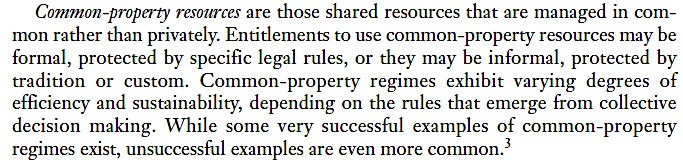 Common-property resources are those shared resources that are managed in com-
mon rather than privately. Entitlements to use common-property resources may be
formal, protected by specific legal rules, or they may be informal, protected by
tradition or custom. Common-property regimes exhibit varying degrees of
efficiency and sustainability, depending on the rules that emerge from collective
decision making. While some very successful examples of common-property
regimes exist, unsuccessful examples are even more common.3